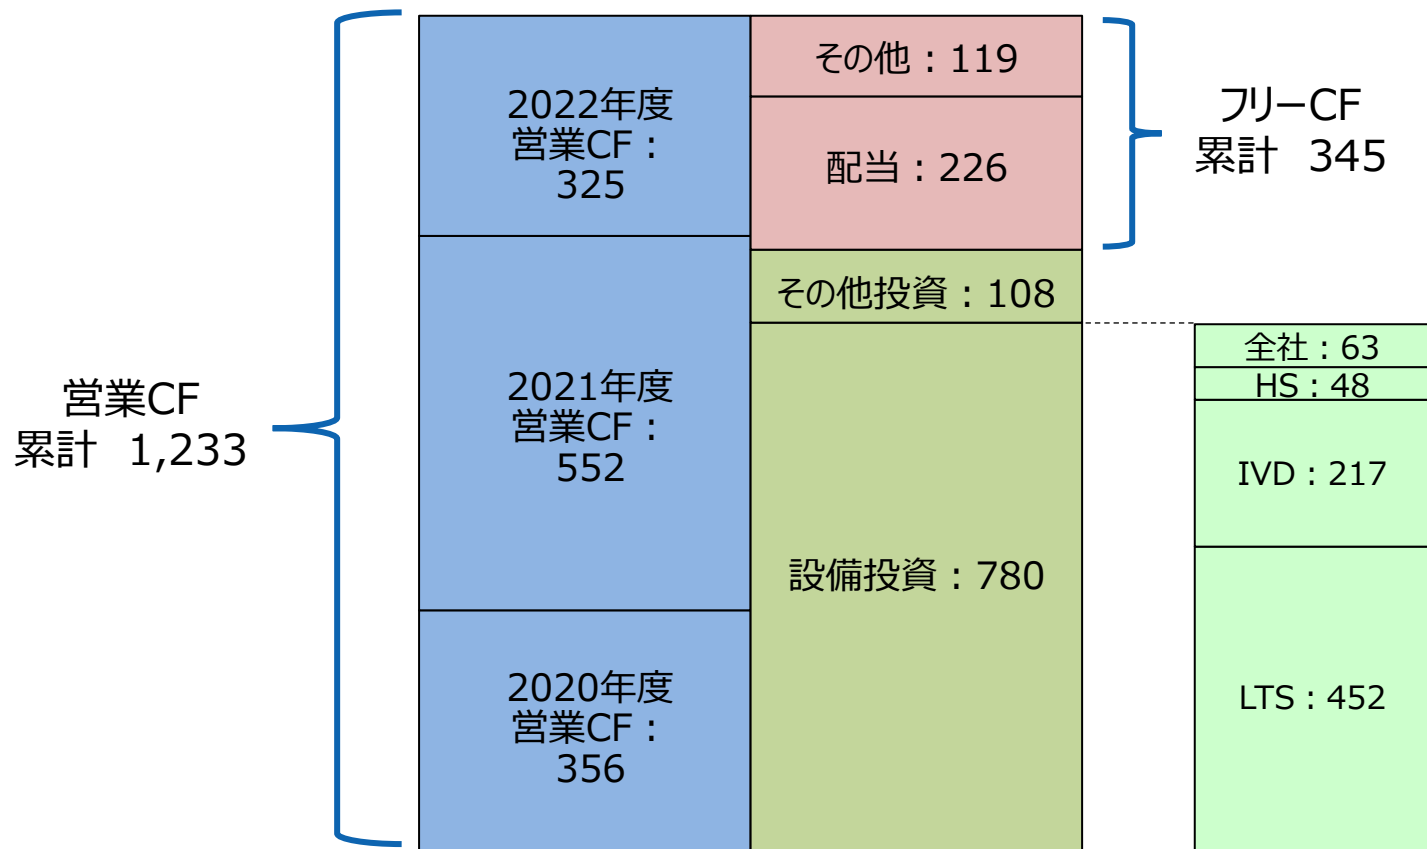 営業CF
累計 1,233
2022年度
営業CF：
325
2021年度
営業CF：
552
2020年度
営業CF：
356
その他：119
配当：226
その他投資：108
設備投資：780
フリーCF
累計 345
全社：63
HS：48
IVD：217
LTS：452